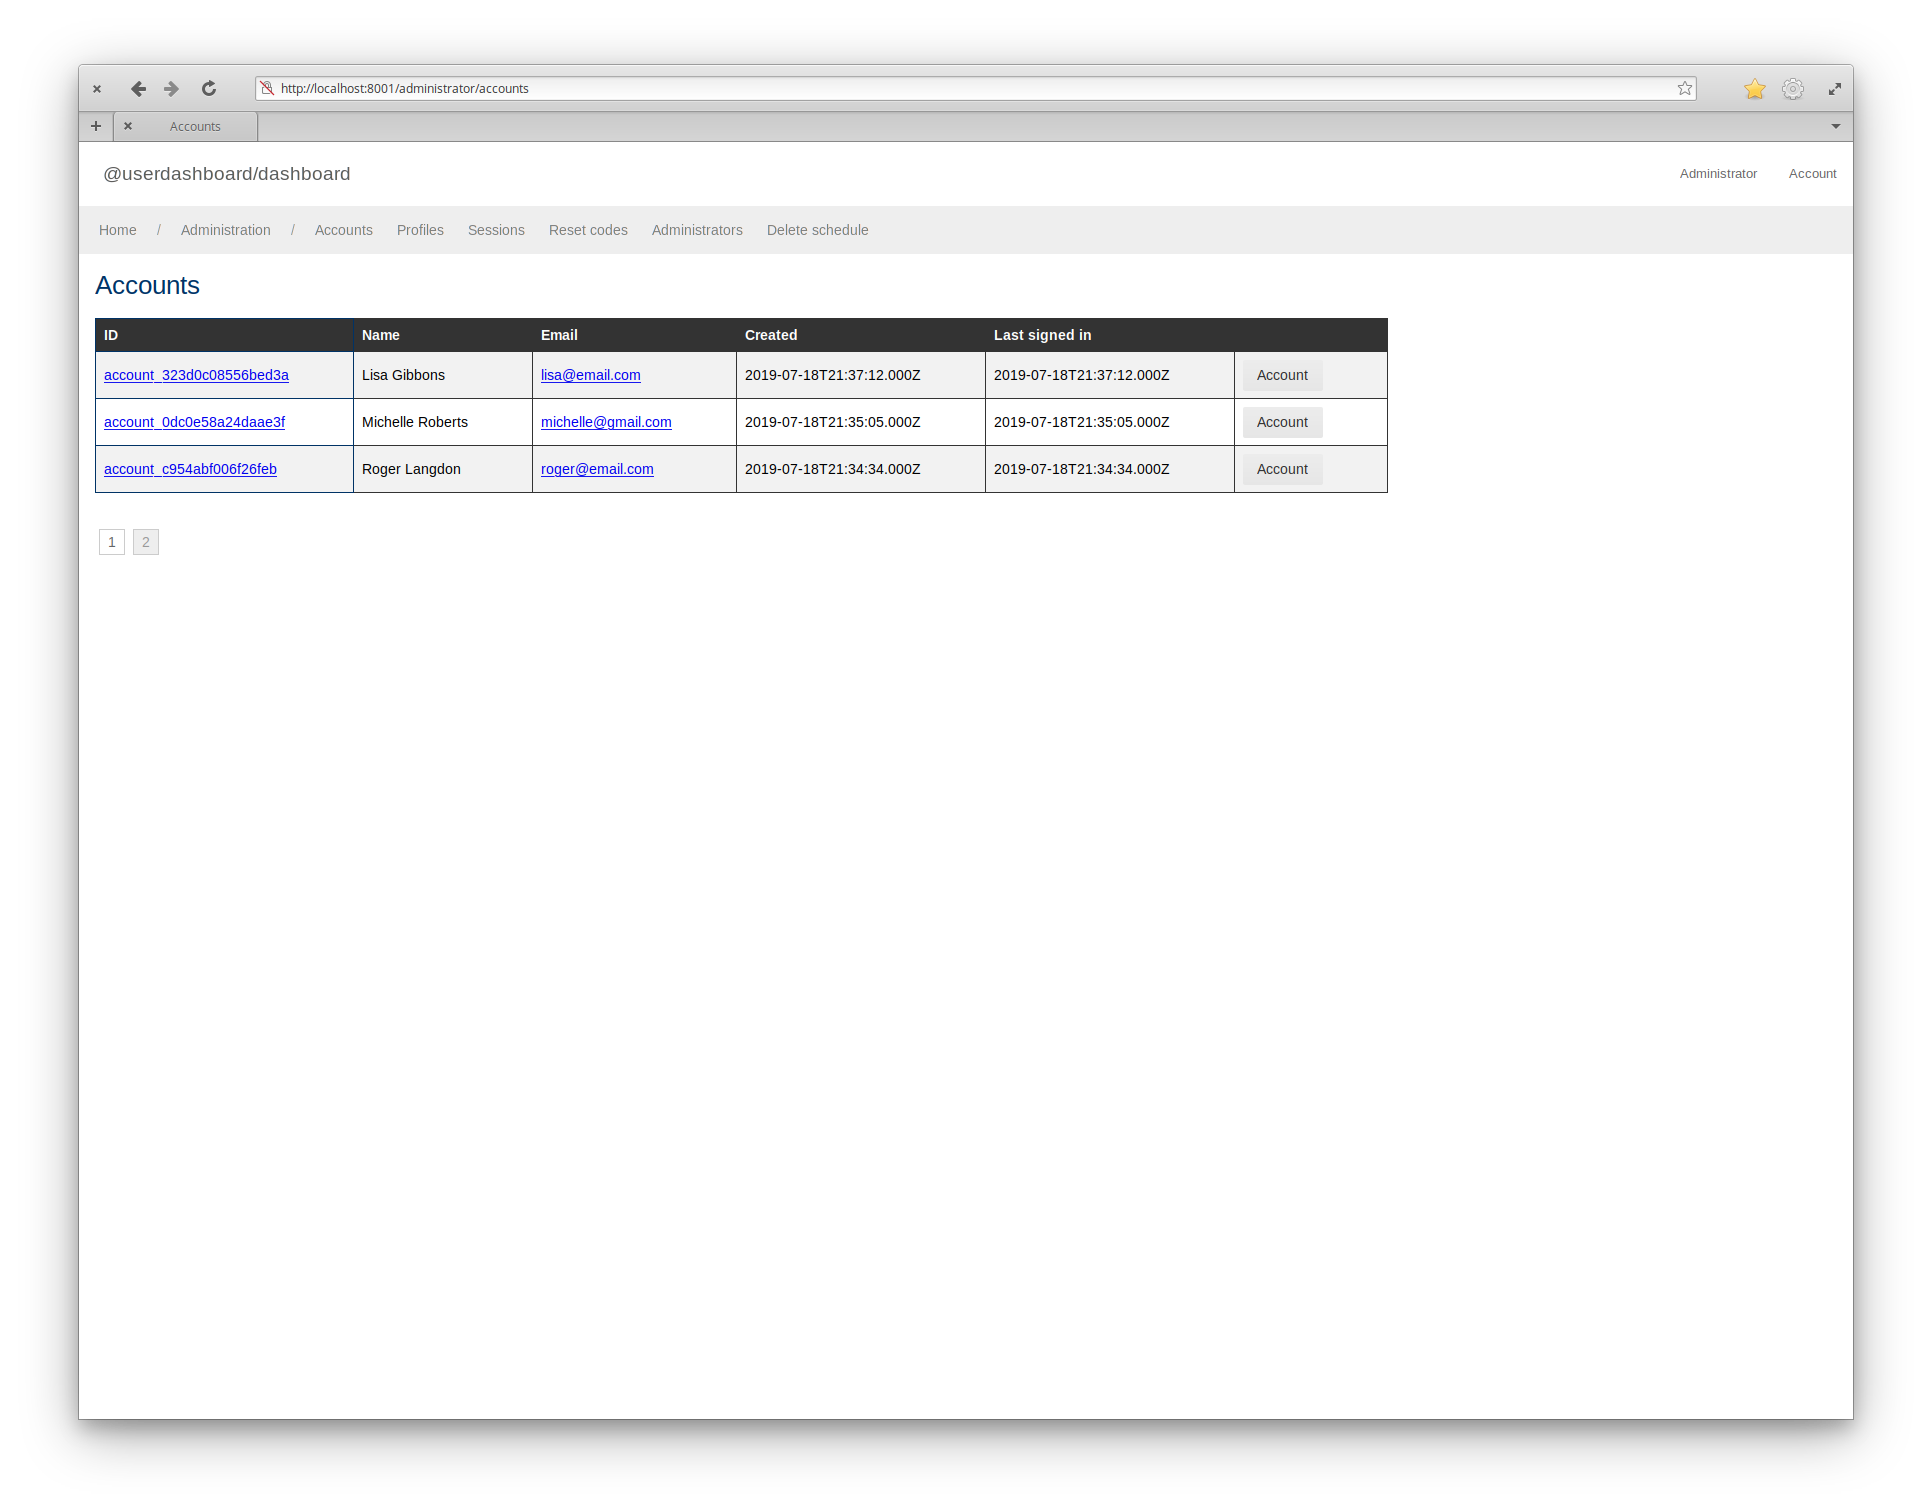 http://localhost:8001/administrator/accounts
Accounts
@userdashboard/dashboard Administrator Account
Home / Administration / Accounts Profiles Sessions Reset codes Administrators Delete schedule
Accounts
ID Name Email Created Last signed in
account_323d0c08556bed3a Lisa Gibbons lisa@email.com 2019-07-18T21:37:12.000Z 2019-07-18T21:37:12.000Z Account
account_0dc0e58a24daae3f Michelle Roberts michelle@gmail.com 2019-07-18T21:35:05.000Z 2019-07-18T21:35:05.000Z Account
account_c954abf006f26feb Roger Langdon roger@email.com 2019-07-18T21:34:34.000Z 2019-07-18T21:34:34.000Z Account
1 2